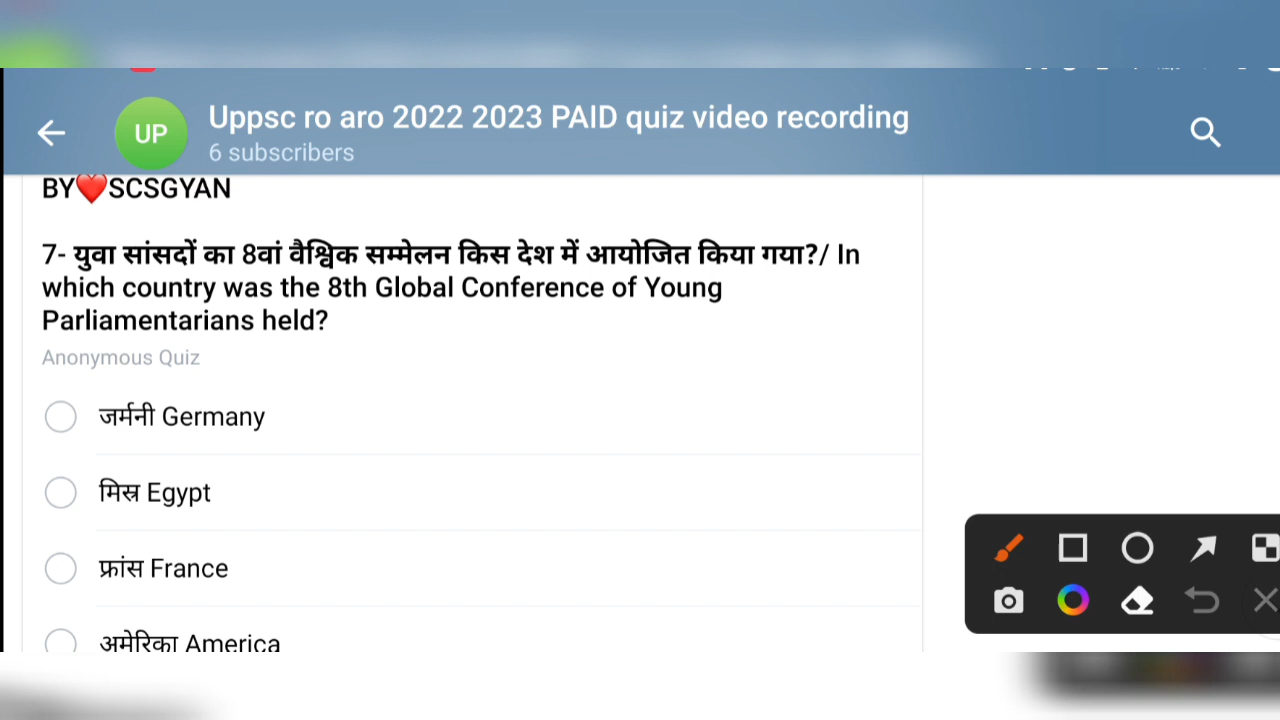 Uppsc ro aro 2022 2023 PAID quiz video recording
UP
6 subscribers
BY❤️SCSGYAN
7- युवा सांसदों का 8वां वैश्विक सम्मेलन किस देश में आयोजित किया गया?/ In
which country was the 8th Global Conference of Young
Parliamentarians held?
Anonymous Quiz
जर्मनी Germany
मिस्र Egypt
फ्रांस France
अमेरिका America